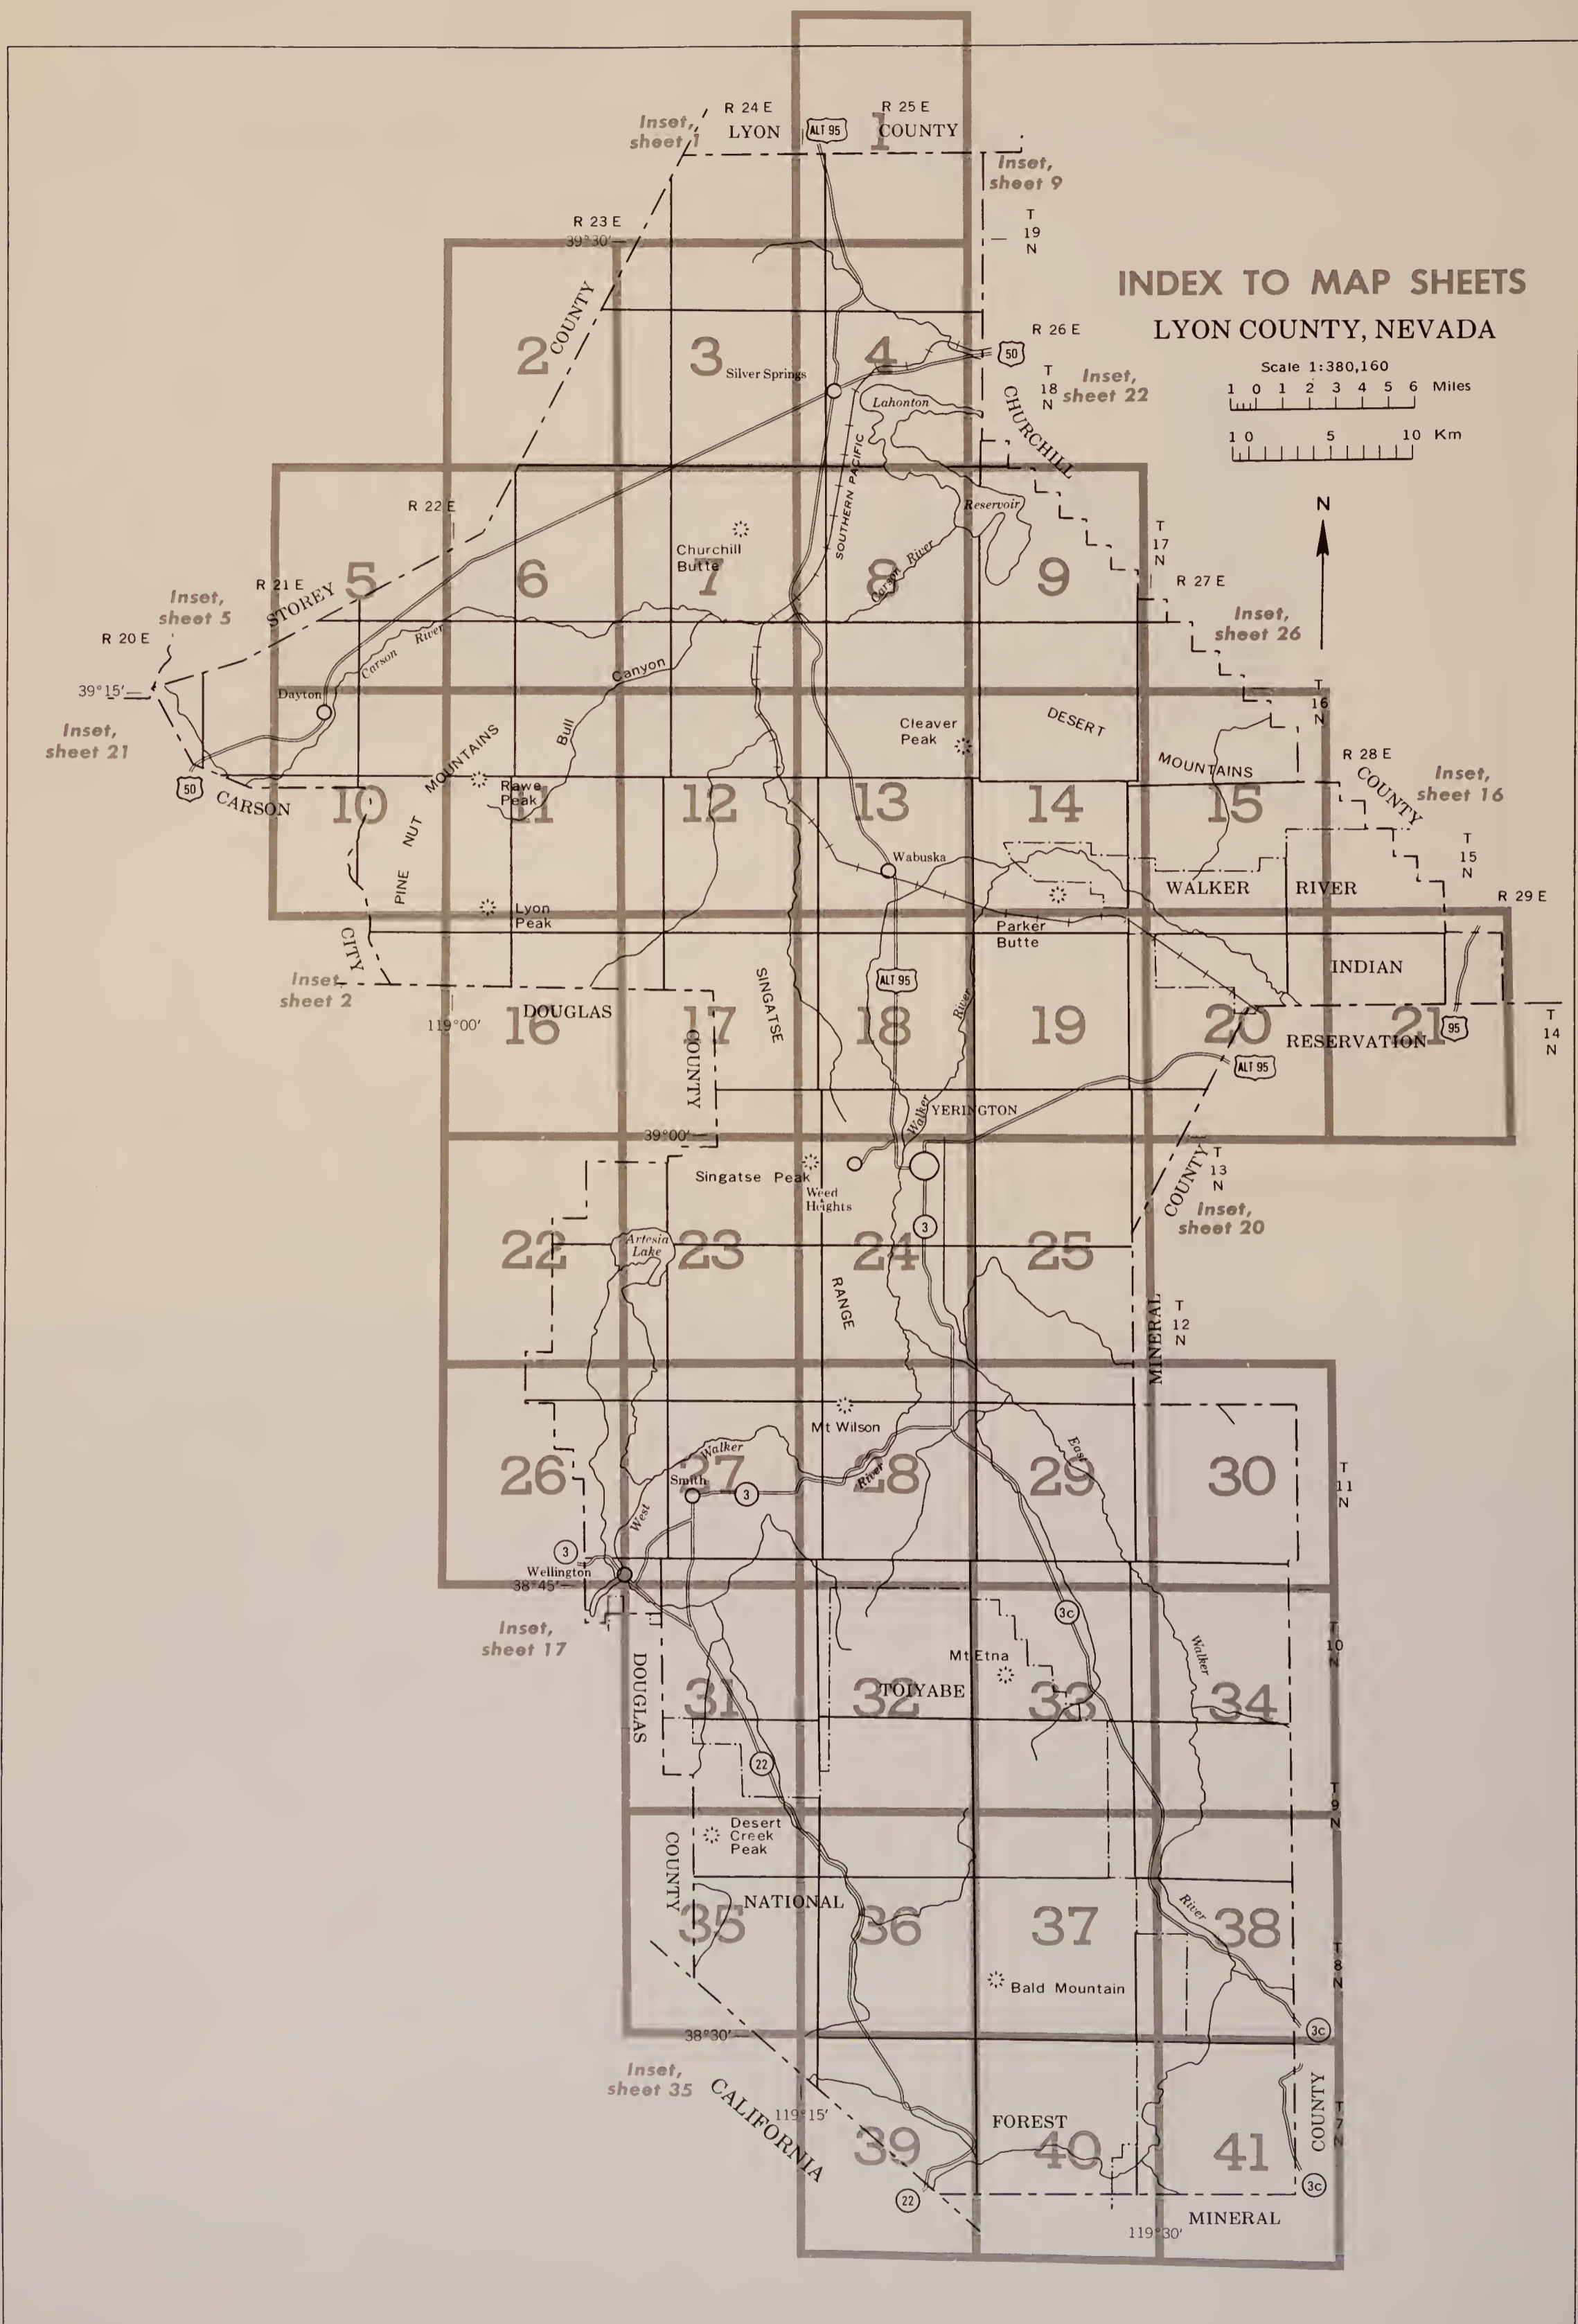 INDEX TO MAP SHEETS
LYON COUNTY, NEVADA
Scale 1:380,160
1 0 1 2 3 4 5 6 Miles
1 0 5 10 Km
N
R 24 E
R 25 E
Inset,
sheet 1
LYON
ALT 95
COUNTY
1
Inset,
sheet 9
R 23 E
39°30'
T
19
N
COUNTY
2
3
4
Silver Springs
50
R 26 E
T
18
N
Inset,
sheet 22
Lahonton
CHURCHILL
SOUTHERN PACIFIC
Reservoir
R 22 E
Churchill
Butte
Carson River
T
17
N
R 27 E
5
6
7
8
9
R 21 E
STOREY
Inset,
sheet 5
Inset,
sheet 26
R 20 E
Carson River
Canyon
39°15'
Dayton
T
16
N
Inset,
sheet 21
Bull
MOUNTAINS
Cleaver
Peak
DESERT
MOUNTAINS
R 28 E
COUNTY
Inset,
sheet 16
50
CARSON
Rawe
Peak
10
11
12
13
14
15
PINE NUT
Wabuska
T
15
N
WALKER
RIVER
R 29 E
Lyon
Peak
Parker
Butte
CITY
INDIAN
Inset,
sheet 2
SINGATSE
ALT 95
119°00'
DOUGLAS
River
16
17
18
19
20
21
95
T
14
N
COUNTY
RESERVATION
ALT 95
Walker
YERINGTON
39°00'
Singatse Peak
Weed
Heights
COUNTY
T
13
N
Inset,
sheet 20
3
Artesia
Lake
22
23
24
25
RANGE
MINERAL
T
12
N
Mt Wilson
East
Walker
26
27
28
29
30
Smith
3
River
T
11
N
West
3
Wellington
38°45'
Inset,
sheet 17
3c
T
10
N
DOUGLAS
Mt Etna
Walker
31
32
TOIYABE
33
34
22
T
9
N
Desert
Creek
Peak
COUNTY
NATIONAL
35
36
37
38
River
T
8
N
Bald Mountain
38°30'
3c
Inset,
sheet 35
CALIFORNIA
119°15'
FOREST
COUNTY
T
7
N
39
40
41
22
3c
MINERAL
119°30'